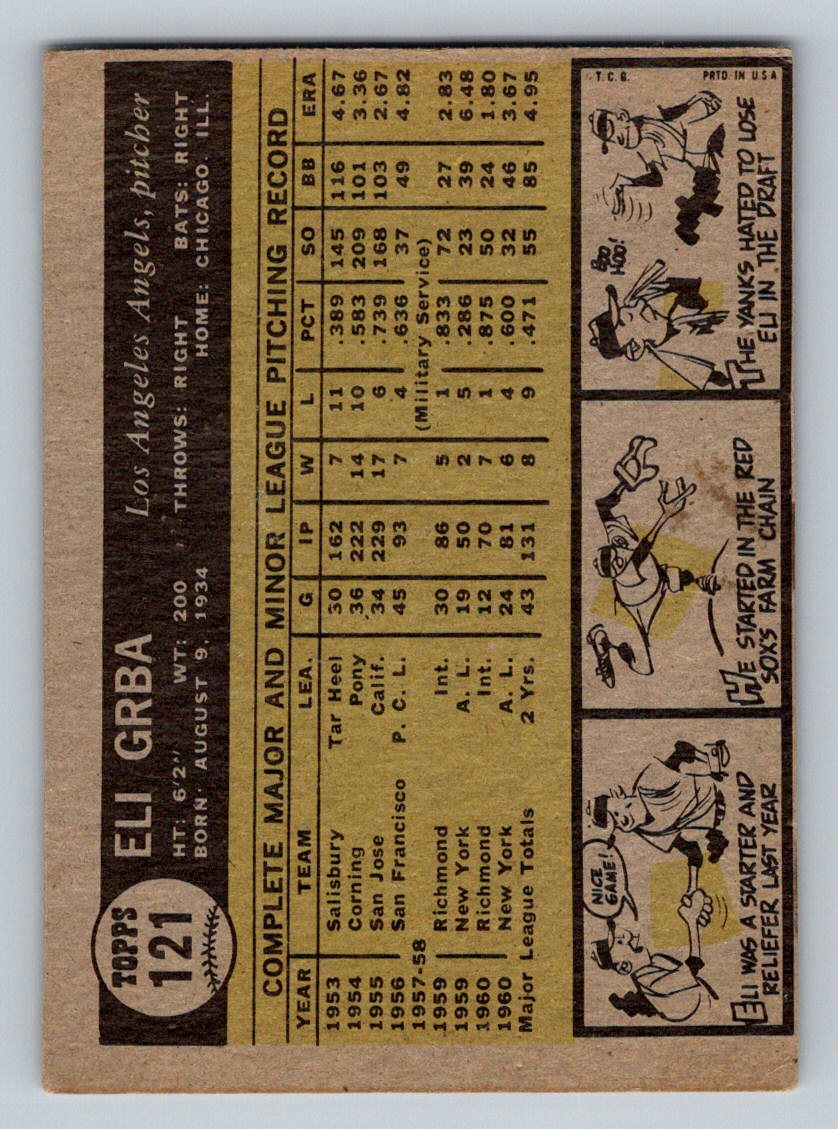 TOPPS
121
ELI GRBA Los Angeles Angels, pitcher
HT: 6'2" WT: 200 THROWS: RIGHT BATS: RIGHT
BORN: AUGUST 9, 1934 HOME: CHICAGO, ILL.
COMPLETE MAJOR AND MINOR LEAGUE PITCHING RECORD
YEAR TEAM LEA. G IP W L PCT SO BB ERA
1953 Salisbury Tar Heel 30 162 7 11 .389 145 116 4.67
1954 Corning Pony 36 222 14 10 .583 209 101 3.36
1955 San Jose Calif. 34 229 17 6 .739 168 103 2.67
1956 San Francisco P. C. L. 45 93 7 4 .636 37 49 4.82
1957-58 (Military Service)
1959 Richmond Int. 30 86 5 1 .833 72 27 2.83
1959 New York A. L. 19 50 2 5 .286 23 39 6.48
1960 Richmond Int. 12 70 7 1 .875 50 24 1.80
1960 New York A. L. 24 81 6 4 .600 32 46 3.67
Major League Totals 2 Yrs. 43 131 8 9 .471 55 85 4.95
NICE
GAME!
ELI WAS A STARTER AND
RELIEFER LAST YEAR
HE STARTED IN THE RED
SOX'S FARM CHAIN
T. C. G. PRTD. IN U S A
BOO
HOO!
THE YANKS HATED TO LOSE
ELI IN THE DRAFT